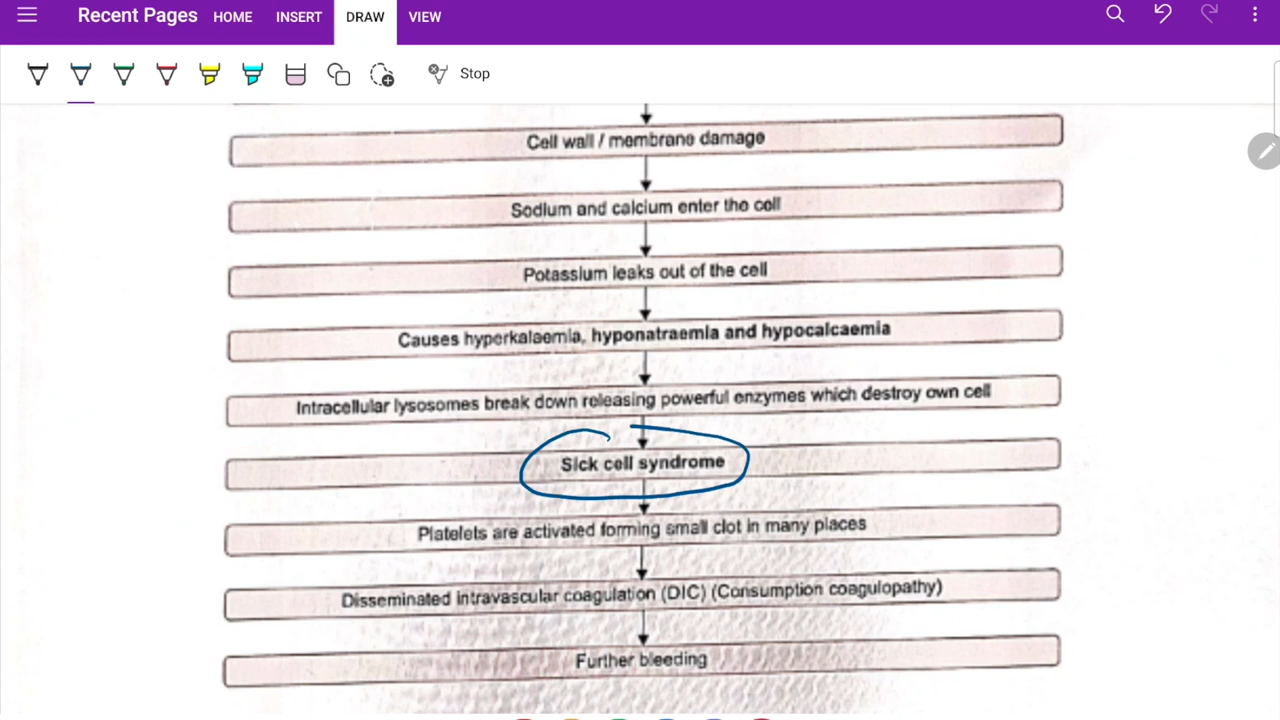 Recent Pages HOME INSERT DRAW VIEW
Stop
Cell wall / membrane damage
Sodium and calcium enter the cell
Potassium leaks out of the cell
Causes hyperkalaemia, hyponatraemia and hypocalcaemia
Intracellular lysosomes break down releasing powerful enzymes which destroy own cell
Sick cell syndrome
Platelets are activated forming small clot in many places
Disseminated intravascular coagulation (DIC) (Consumption coagulopathy)
Further bleeding